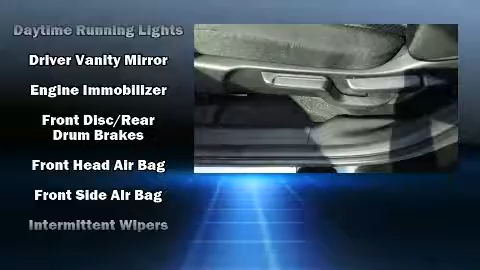 Daytime Running Lights
Driver Vanity Mirror
Engine Immobilizer
Front Disc/Rear
Drum Brakes
Front Head Air Bag
Front Side Air Bag
Intermittent Wipers